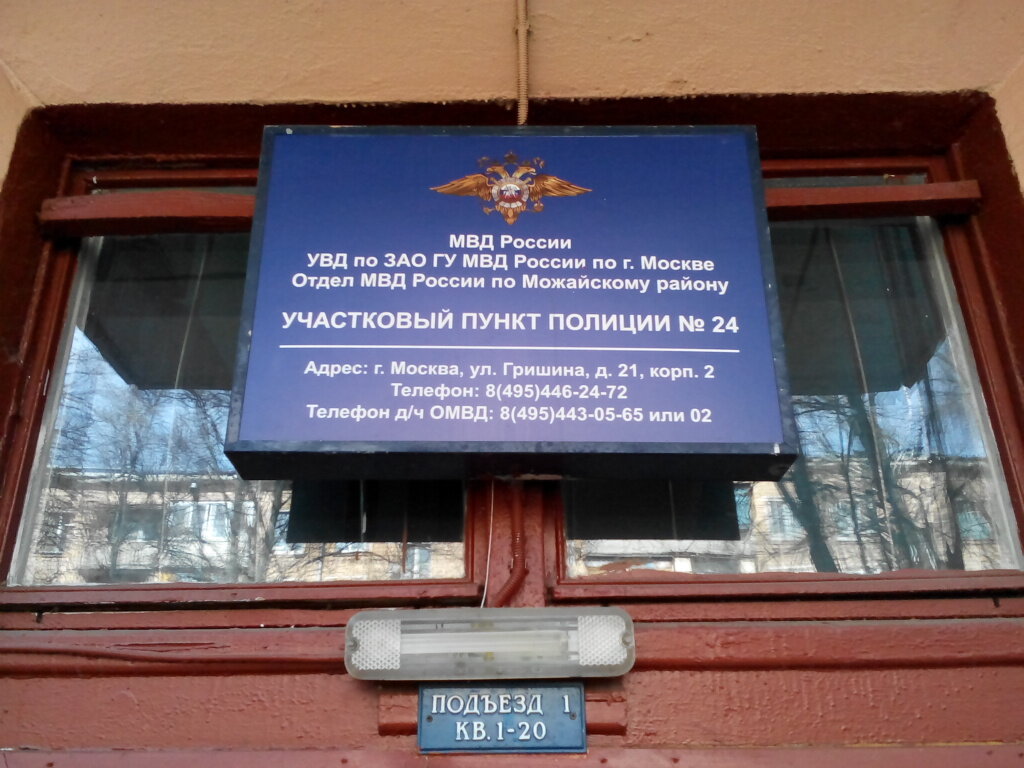 МВД России
УВД по ЗАО ГУ МВД России по г. Москве
Отдел МВД России по Можайскому району
УЧАСТКОВЫЙ ПУНКТ ПОЛИЦИИ № 24
Адрес: г. Москва, ул. Гришина, д. 21, корп. 2
Телефон: 8(495)446-24-72
Телефон д/ч ОМВД: 8(495)443-05-65 или 02
ПОДЪЕЗД 1
КВ.1-20